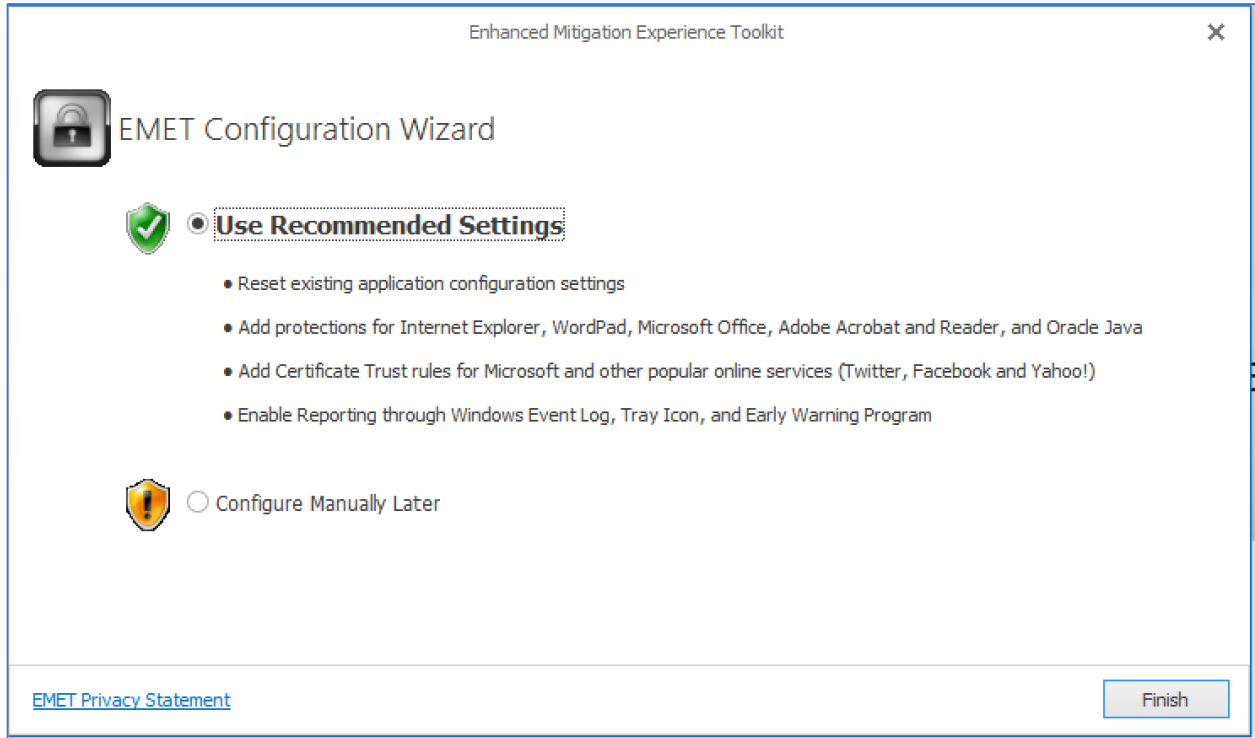 Enhanced Mitigation Experience Toolkit
EMET Configuration Wizard
Use Recommended Settings
• Reset existing application configuration settings
• Add protections for Internet Explorer, WordPad, Microsoft Office, Adobe Acrobat and Reader, and Oracle Java
• Add Certificate Trust rules for Microsoft and other popular online services (Twitter, Facebook and Yahoo!)
• Enable Reporting through Windows Event Log, Tray Icon, and Early Warning Program
Configure Manually Later
EMET Privacy Statement
Finish